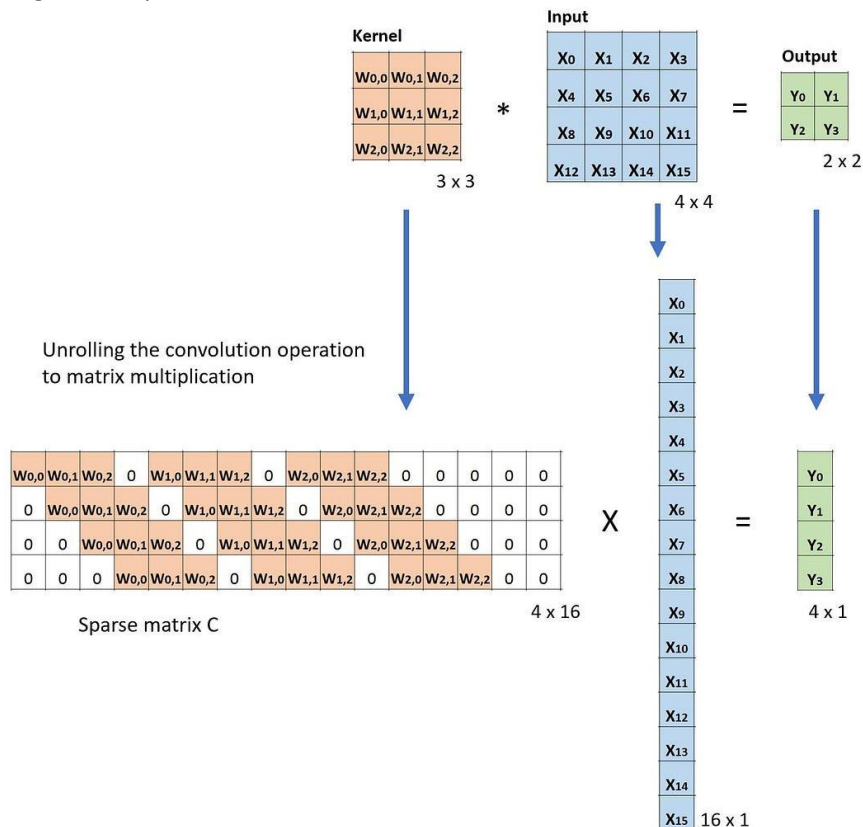 Input
Kernel
Output
W0,0 W0,1 W0,2
W1,0 W1,1 W1,2
W2,0 W2,1 W2,2
3 x 3
*
X0 X1 X2 X3
X4 X5 X6 X7
X8 X9 X10 X11
X12 X13 X14 X15
4 x 4
=
Y0 Y1
Y2 Y3
2 x 2
Unrolling the convolution operation
to matrix multiplication
W0,0 W0,1 W0,2 0 W1,0 W1,1 W1,2 0 W2,0 W2,1 W2,2 0 0 0 0 0
0 W0,0 W0,1 W0,2 0 W1,0 W1,1 W1,2 0 W2,0 W2,1 W2,2 0 0 0 0
0 0 W0,0 W0,1 W0,2 0 W1,0 W1,1 W1,2 0 W2,0 W2,1 W2,2 0 0 0
0 0 0 W0,0 W0,1 W0,2 0 W1,0 W1,1 W1,2 0 W2,0 W2,1 W2,2 0 0
4 x 16
Sparse matrix C
X
X0
X1
X2
X3
X4
X5
X6
X7
X8
X9
X10
X11
X12
X13
X14
X15
16 x 1
=
Y0
Y1
Y2
Y3
4 x 1